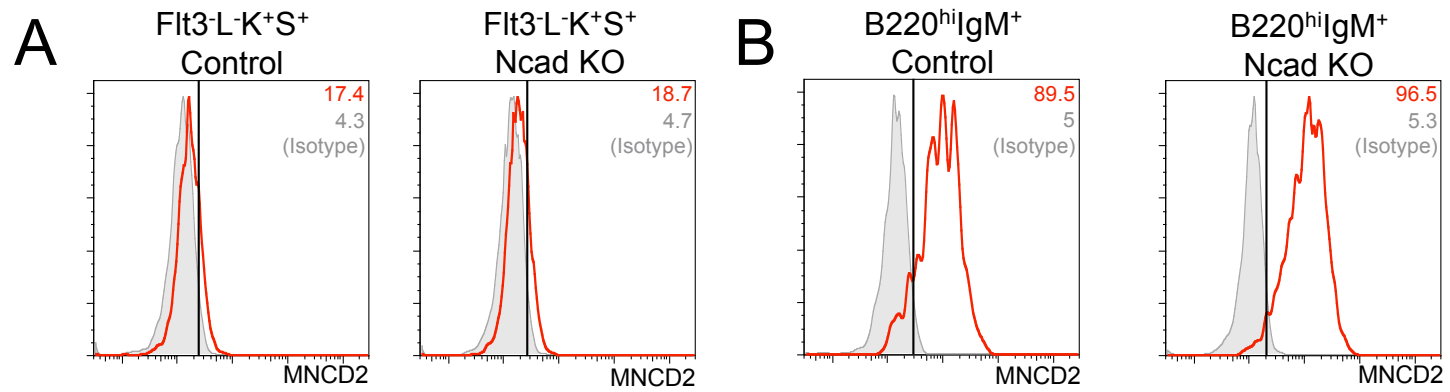 A
Flt3⁻L⁻K⁺S⁺
Control
17.4
4.3
(Isotype)
MNCD2
Flt3⁻L⁻K⁺S⁺
Ncad KO
18.7
4.7
(Isotype)
MNCD2
B
B220ʰⁱIgM⁺
Control
89.5
5
(Isotype)
MNCD2
B220ʰⁱIgM⁺
Ncad KO
96.5
5.3
(Isotype)
MNCD2